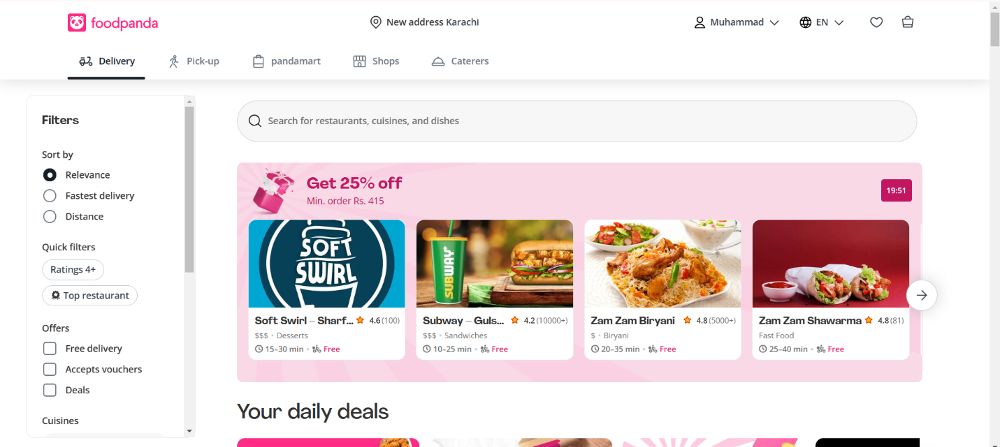 foodpanda
New address Karachi
Muhammad
EN
Delivery
Pick-up
pandamart
Shops
Caterers
Filters
Sort by
Relevance
Fastest delivery
Distance
Quick filters
Ratings 4+
Top restaurant
Offers
Free delivery
Accepts vouchers
Deals
Cuisines
Search for restaurants, cuisines, and dishes
Get 25% off
Min. order Rs. 415
19:51
SOFT
SWIRL
Soft Swirl – Sharf... 4.6 (100)
$$$ • Desserts
15–30 min • Free
SUBWAY
Subway – Guls... 4.2 (10000+)
$$$ • Sandwiches
10–25 min • Free
Zam Zam Biryani 4.8 (5000+)
$ • Biryani
20–35 min • Free
Zam Zam Shawarma 4.8 (81)
Fast Food
25–40 min • Free
Your daily deals